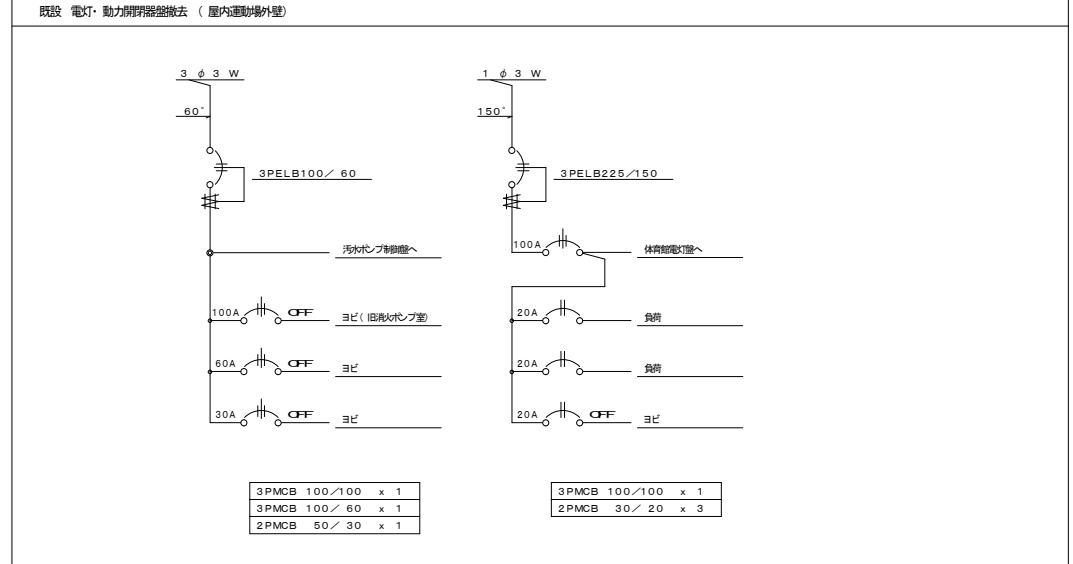 既設 電灯・動力開閉器盤撤去 （ 屋内運動場外壁）
3 φ 3 W
60°
3PELB100／ 60
汚水ポンプ制御盤へ
100A OFF ヨビ（ 旧消火ポンプ室）
60A OFF ヨビ
30A OFF ヨビ
3PMCB 100／100 x 1
3PMCB 100／ 60 x 1
2PMCB 50／ 30 x 1
1 φ 3 W
150°
3PELB225／150
100A 体育館電灯盤へ
20A 負荷
20A 負荷
20A OFF ヨビ
3PMCB 100／100 x 1
2PMCB 30／ 20 x 3